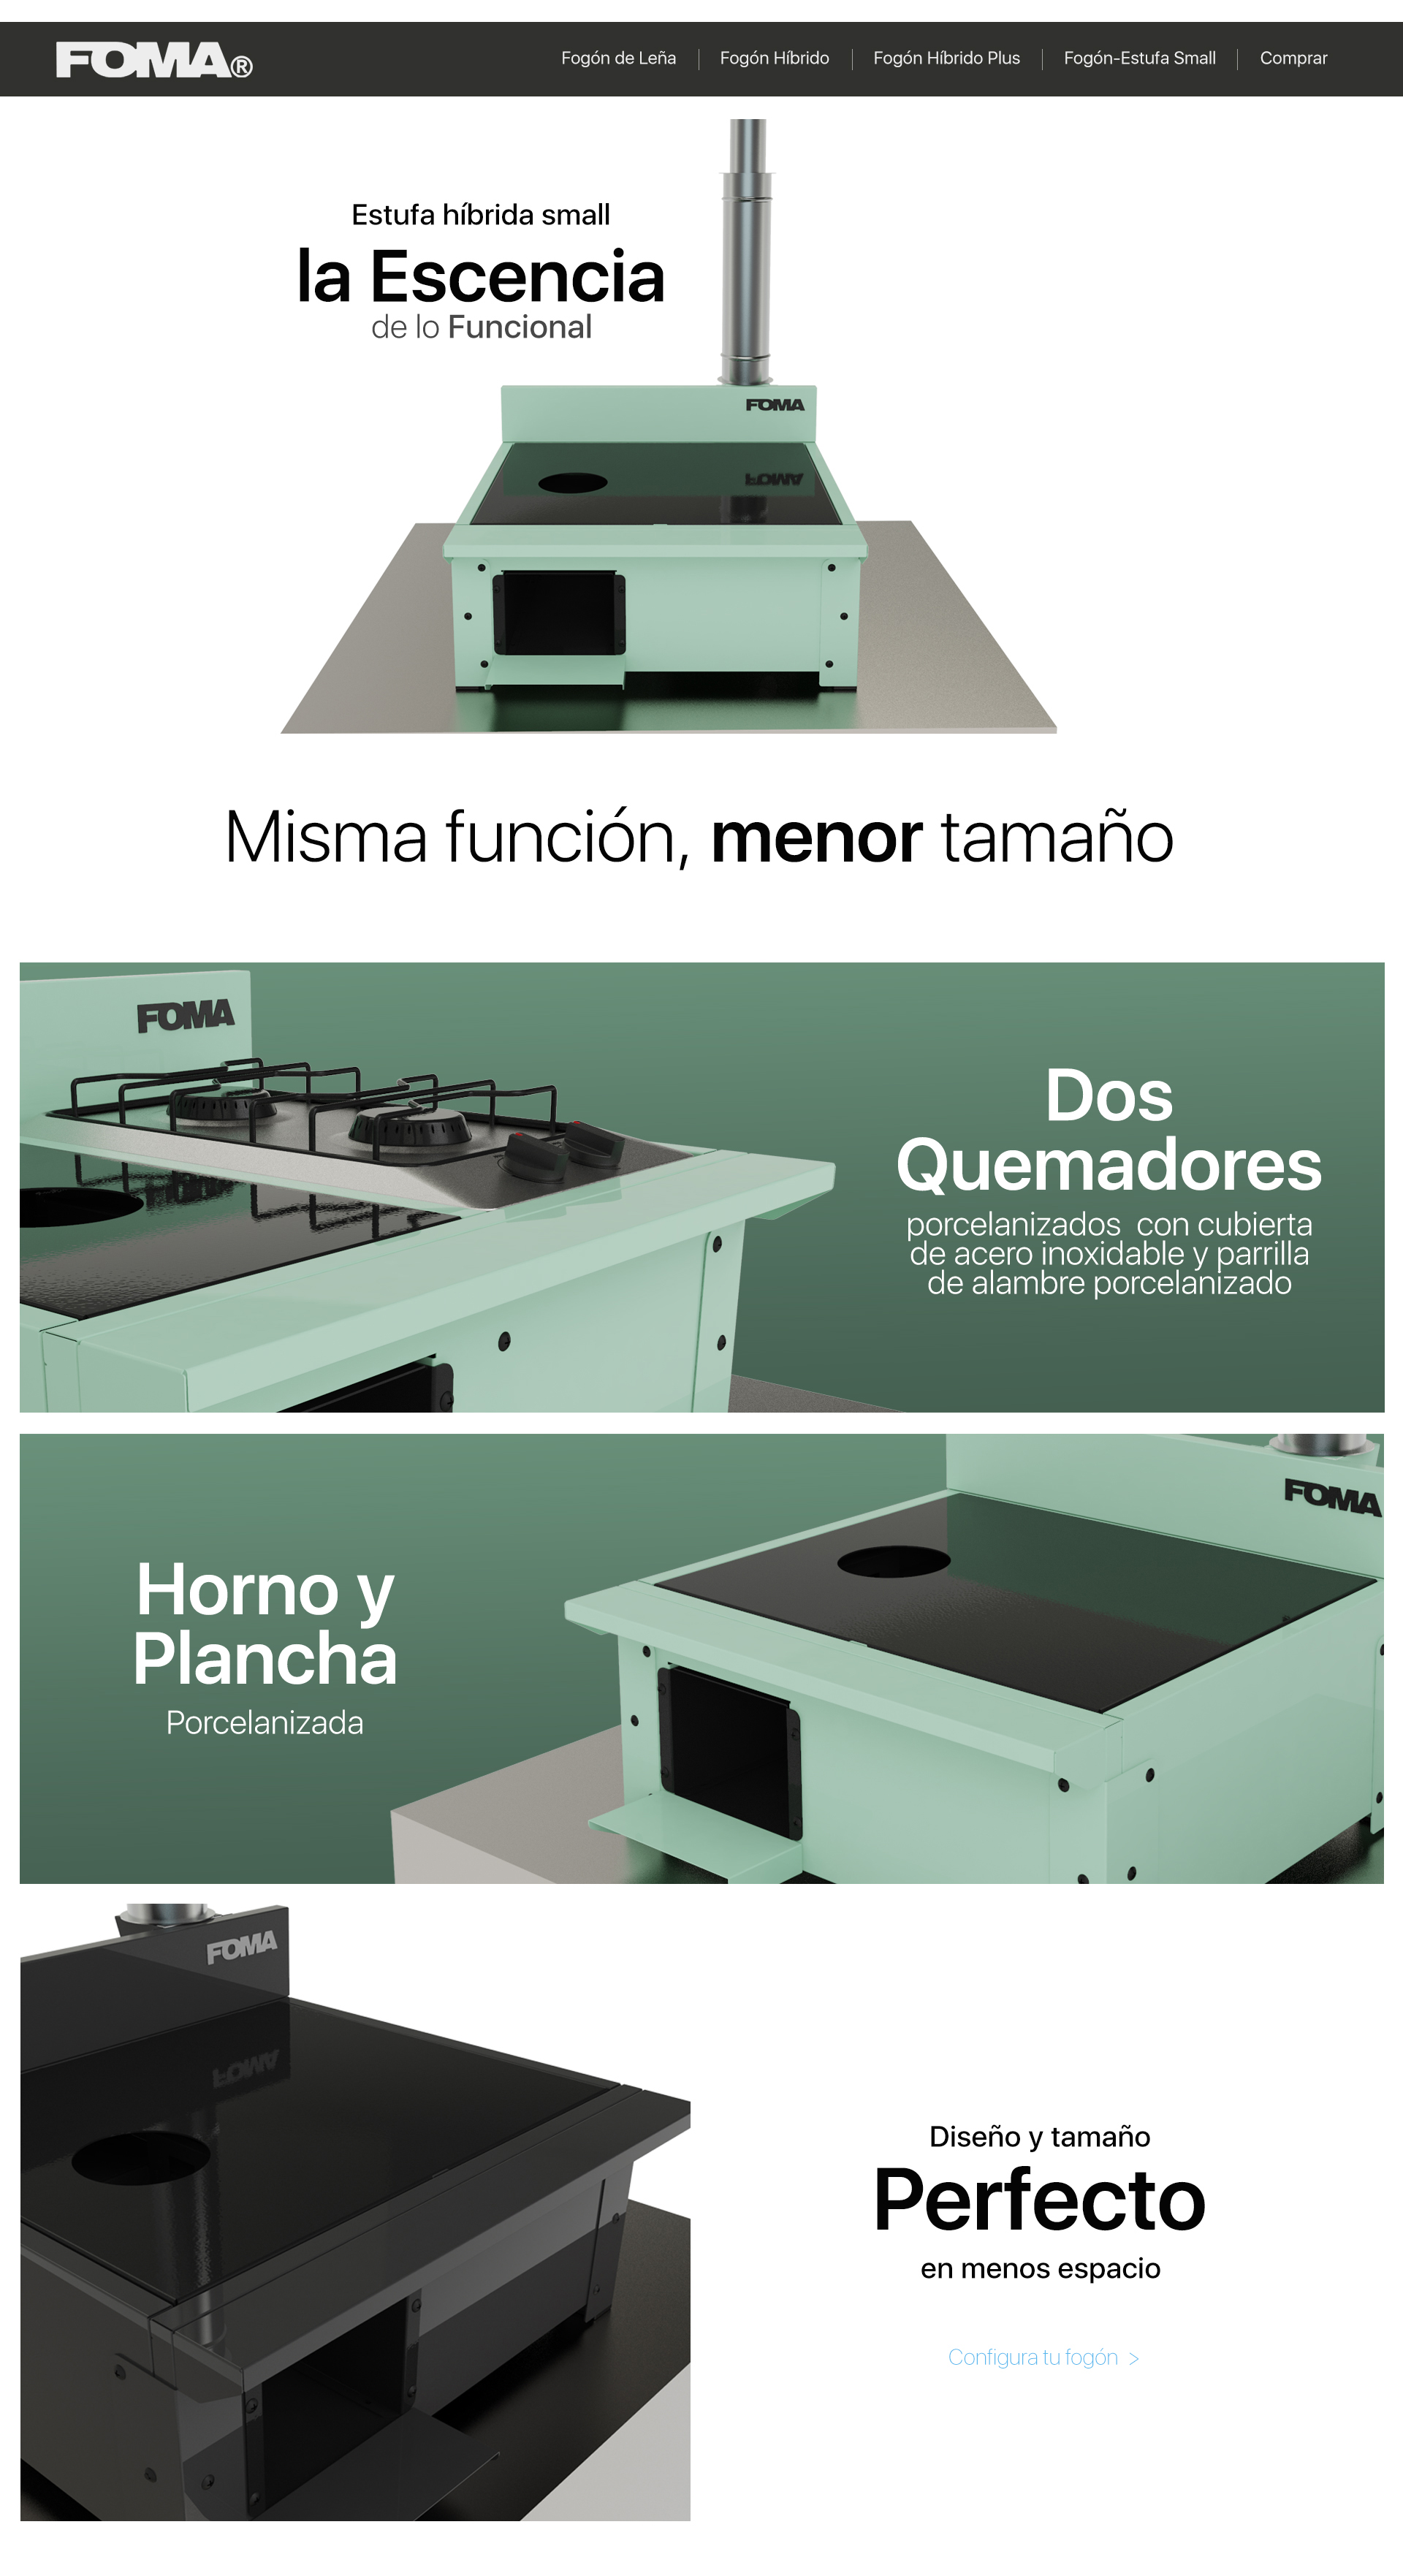 FOMA®
Fogón de Leña | Fogón Híbrido | Fogón Híbrido Plus | Fogón-Estufa Small | Comprar
Estufa híbrida small
la Escencia
de lo Funcional
FOMA
FOMA
Misma función, menor tamaño
FOMA
Dos
Quemadores
porcelanizados con cubierta
de acero inoxidable y parrilla
de alambre porcelanizado
FOMA
Horno y
Plancha
Porcelanizada
FOMA
FOMA
Diseño y tamaño
Perfecto
en menos espacio
Configura tu fogón >